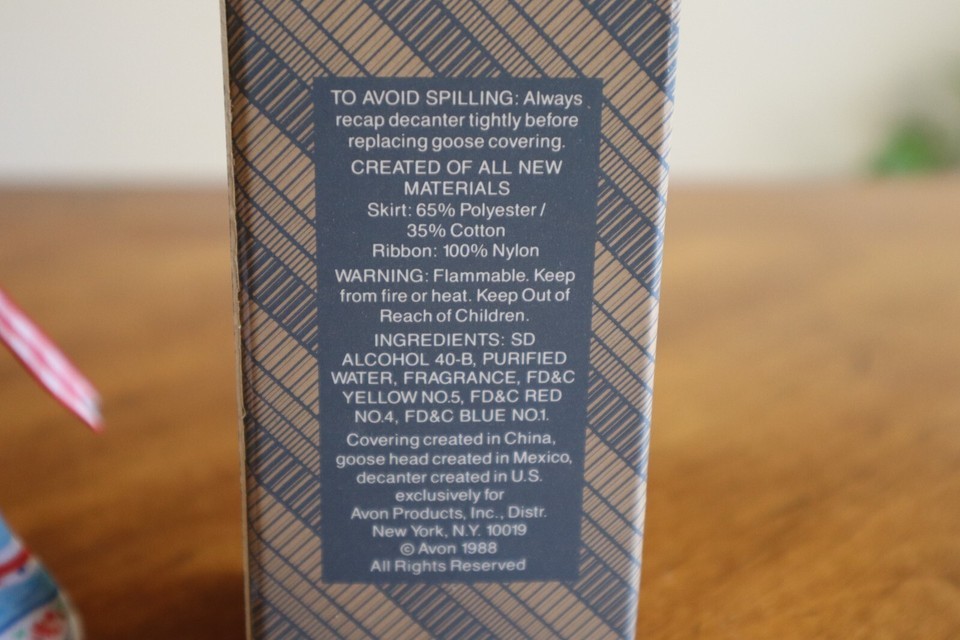 TO AVOID SPILLING: Always
recap decanter tightly before
replacing goose covering.
CREATED OF ALL NEW
MATERIALS
Skirt: 65% Polyester /
35% Cotton
Ribbon: 100% Nylon
WARNING: Flammable. Keep
from fire or heat. Keep Out of
Reach of Children.
INGREDIENTS: SD
ALCOHOL 40-B, PURIFIED
WATER, FRAGRANCE, FD&C
YELLOW NO.5, FD&C RED
NO.4, FD&C BLUE NO.1.
Covering created in China,
goose head created in Mexico,
decanter created in U.S.
exclusively for
Avon Products, Inc., Distr.
New York, N.Y. 10019
© Avon 1988
All Rights Reserved